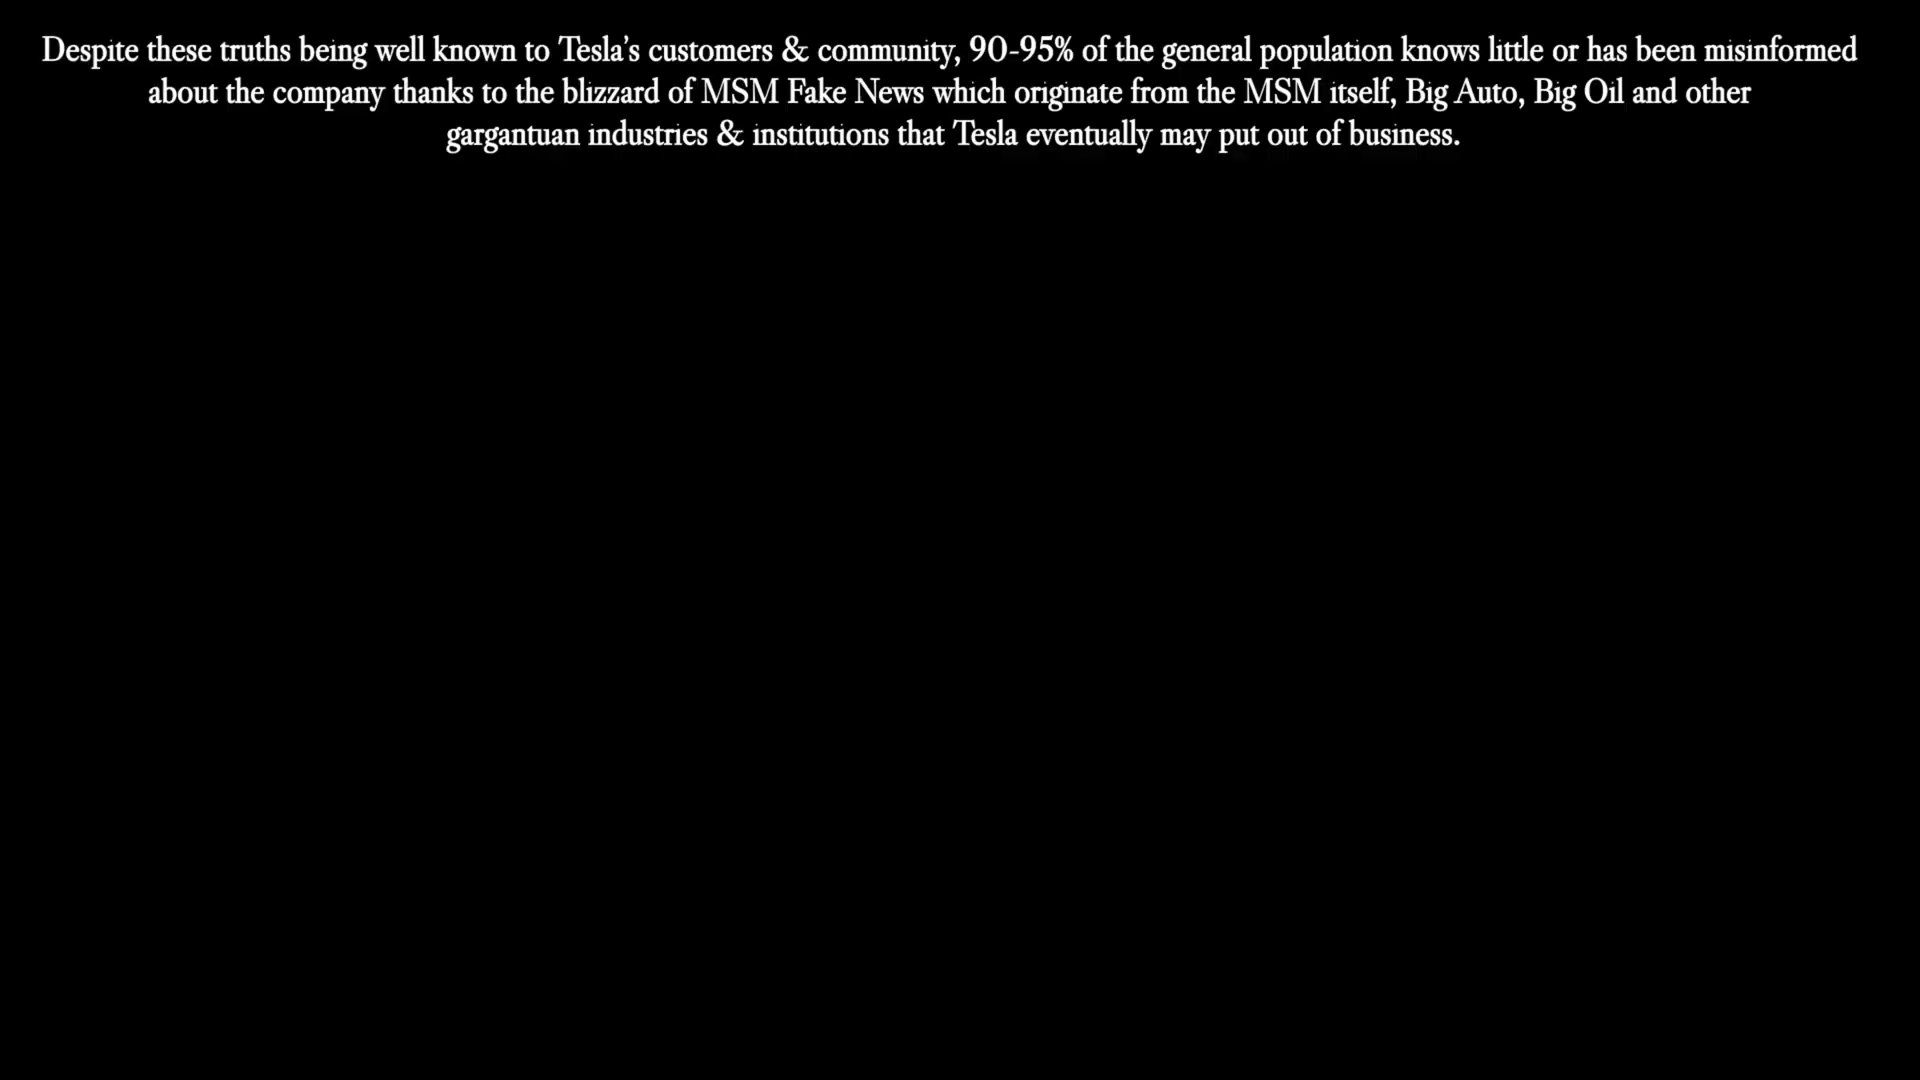 Despite these truths being well known to Tesla’s customers & community, 90-95% of the general population knows little or has been misinformed
about the company thanks to the blizzard of MSM Fake News which originate from the MSM itself, Big Auto, Big Oil and other
gargantuan industries & institutions that Tesla eventually may put out of business.